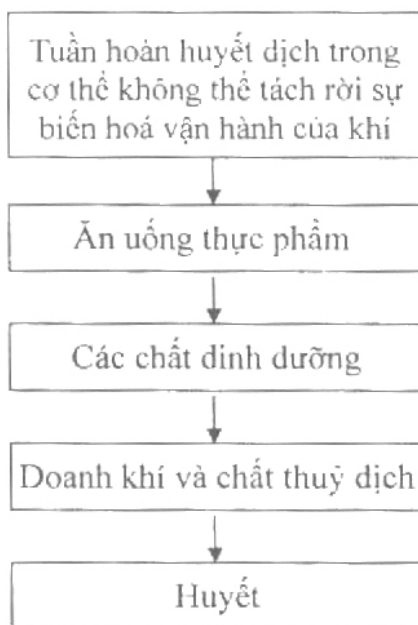 Tuần hoàn huyết dịch trong
cơ thể không thể tách rời sự
biến hoá vận hành của khí
Ăn uống thực phẩm
Các chất dinh dưỡng
Doanh khí và chất thuỷ dịch
Huyết